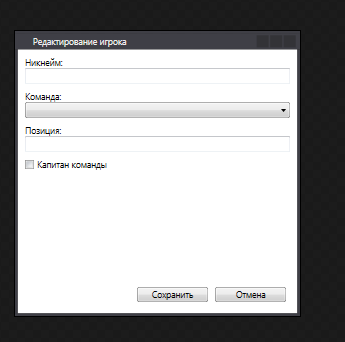 Редактирование игрока
Никнейм:
Команда:
Позиция:
Капитан команды
Сохранить
Отмена